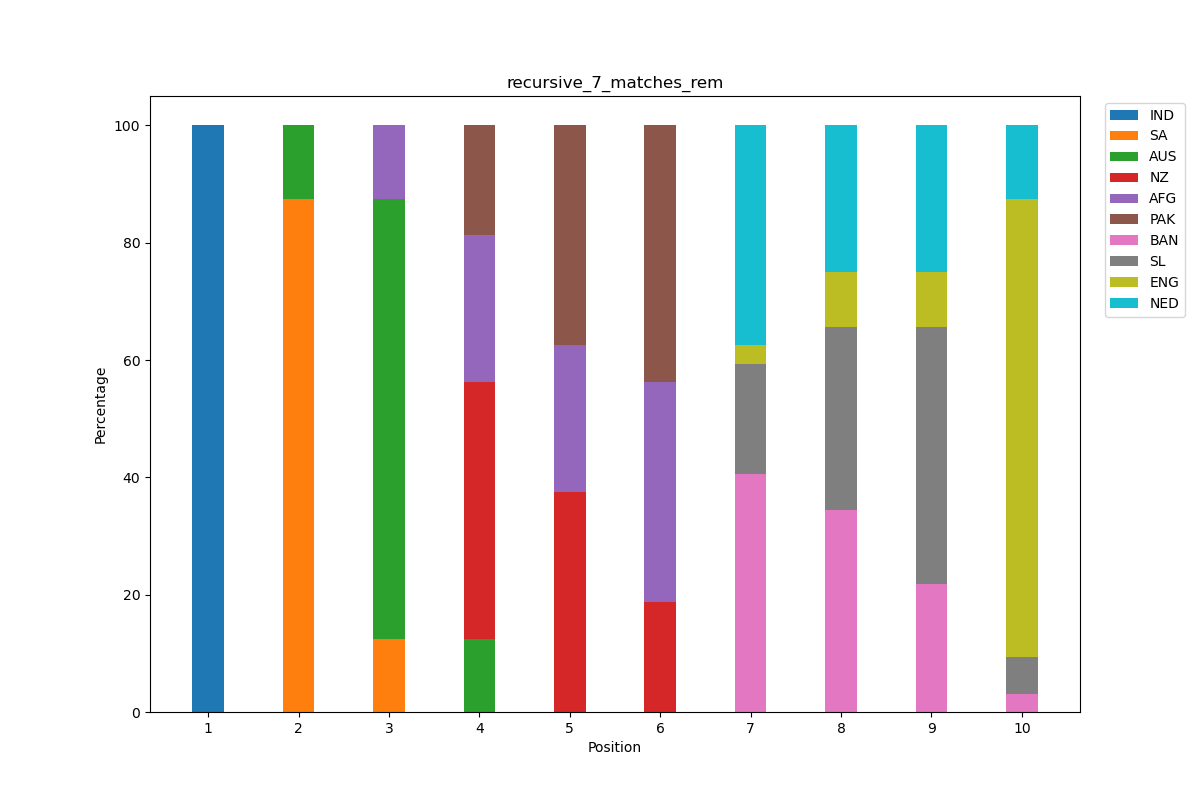 recursive_7_matches_rem
Percentage
100
80
60
40
20
0
1 2 3 4 5 6 7 8 9 10
Position
IND
SA
AUS
NZ
AFG
PAK
BAN
SL
ENG
NED